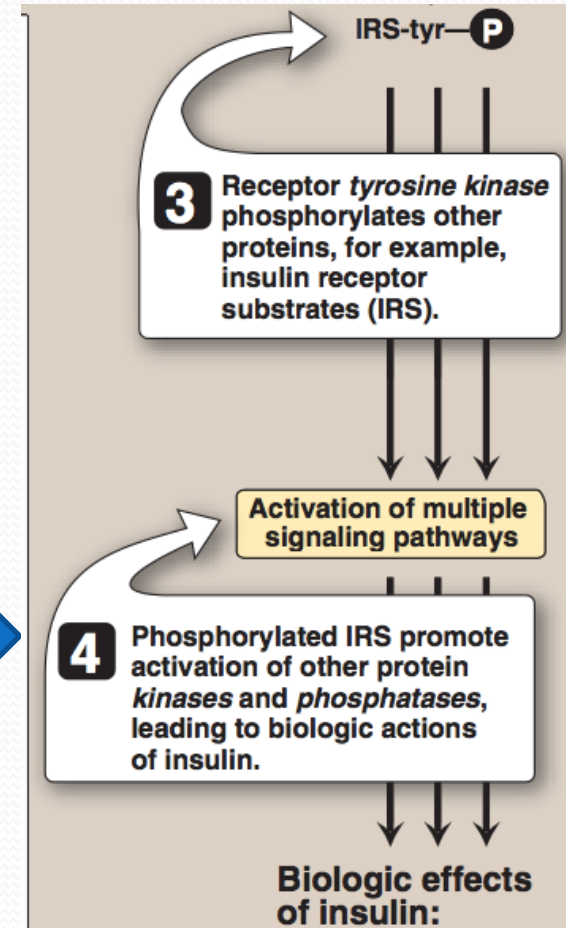 IRS-tyr—P
3 Receptor tyrosine kinase
phosphorylates other
proteins, for example,
insulin receptor
substrates (IRS).
Activation of multiple
signaling pathways
4 Phosphorylated IRS promote
activation of other protein
kinases and phosphatases,
leading to biologic actions
of insulin.
Biologic effects
of insulin: